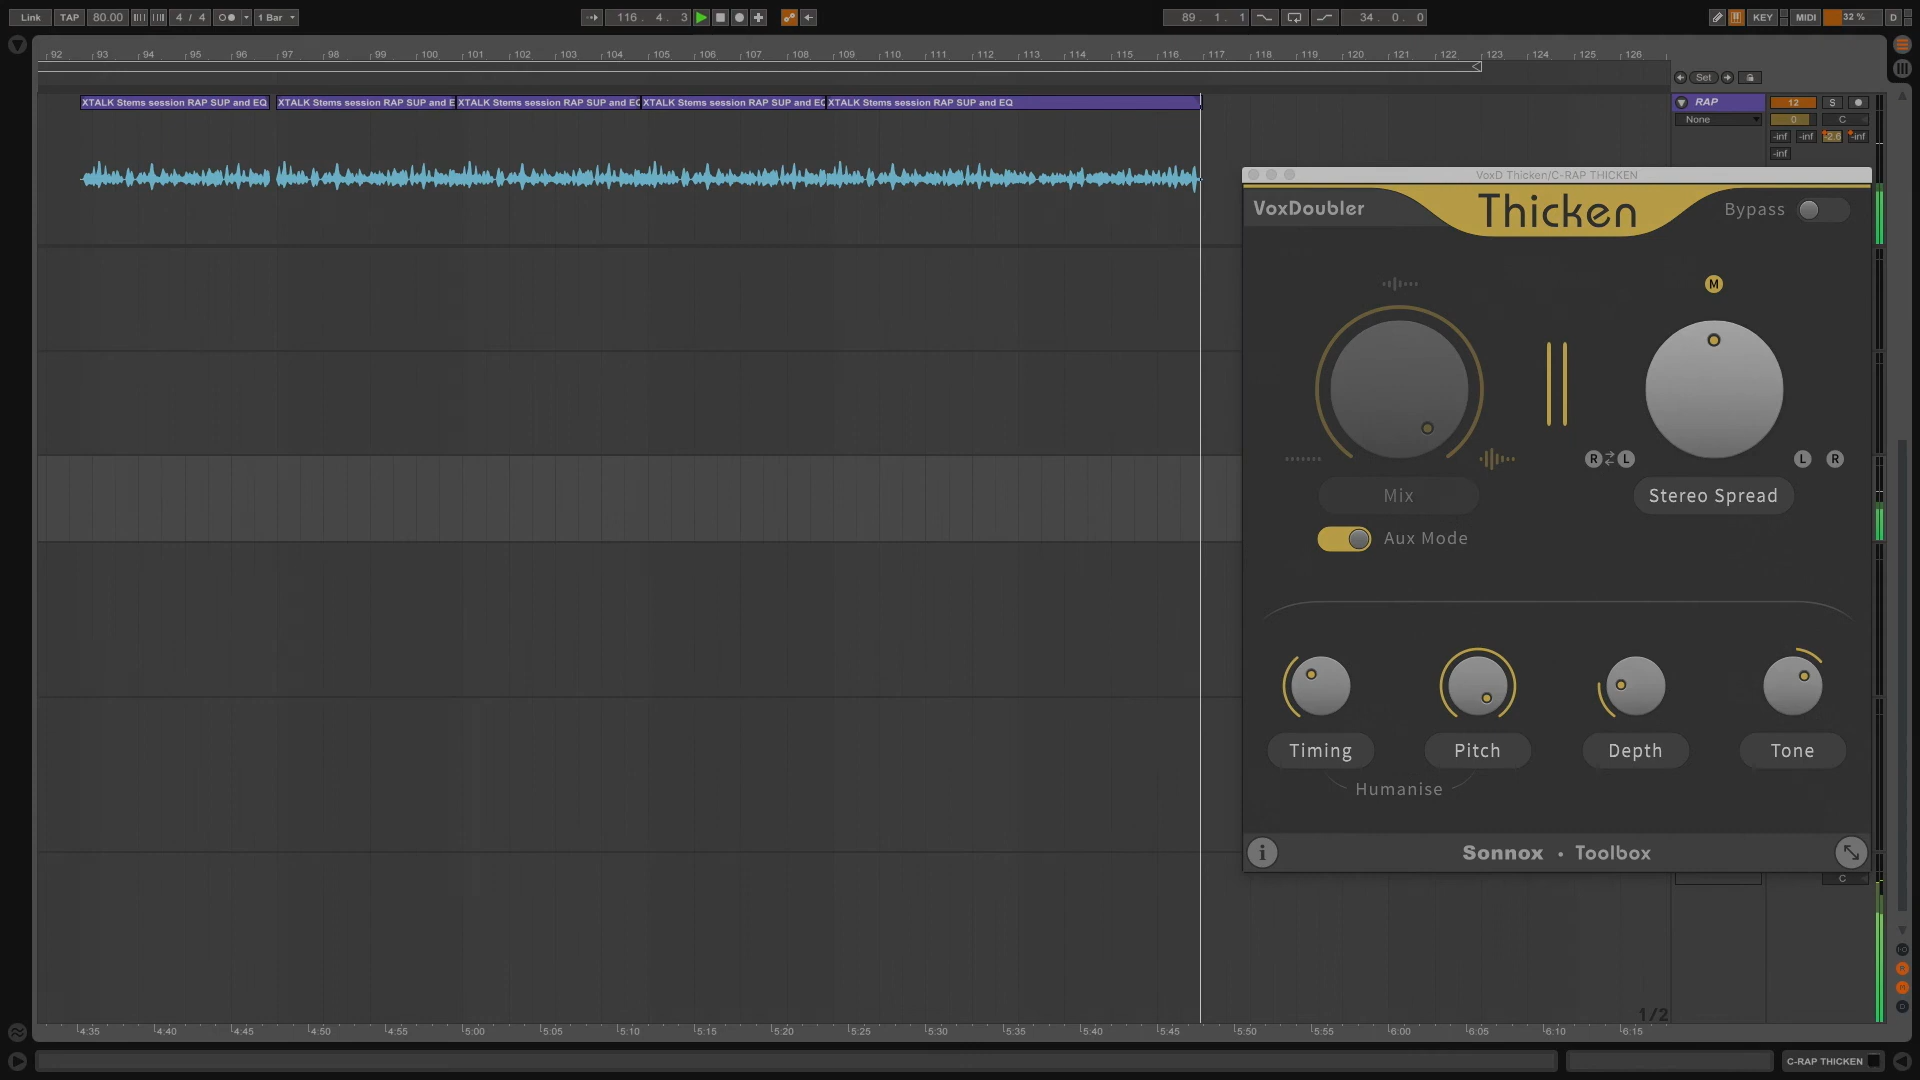 Link TAP 80.00 4 / 4 1 Bar 116. 4. 3 89. 1. 1 34. 0. 0 KEY MIDI 32 % D
92 93 94 95 96 97 98 99 100 101 102 103 104 105 106 107 108 109 110 111 112 113 114 115 116 117 118 119 120 121 122 123 124 125 126
Set
XTALK Stems session RAP SUP and EQ XTALK Stems session RAP SUP and E XTALK Stems session RAP SUP and EQ XTALK Stems session RAP SUP and EQ XTALK Stems session RAP SUP and EQ
RAP 12 S
None 0 C
-inf -inf -2.6 -inf
-inf
VoxD Thicken/C-RAP THICKEN
VoxDoubler Thicken Bypass
M
R L L R
Mix Stereo Spread
Aux Mode
Timing Pitch Depth Tone
Humanise
i Sonnox • Toolbox
C
1/2
4:35 4:40 4:45 4:50 4:55 5:00 5:05 5:10 5:15 5:20 5:25 5:30 5:35 5:40 5:45 5:50 5:55 6:00 6:05 6:10 6:15
C-RAP THICKEN